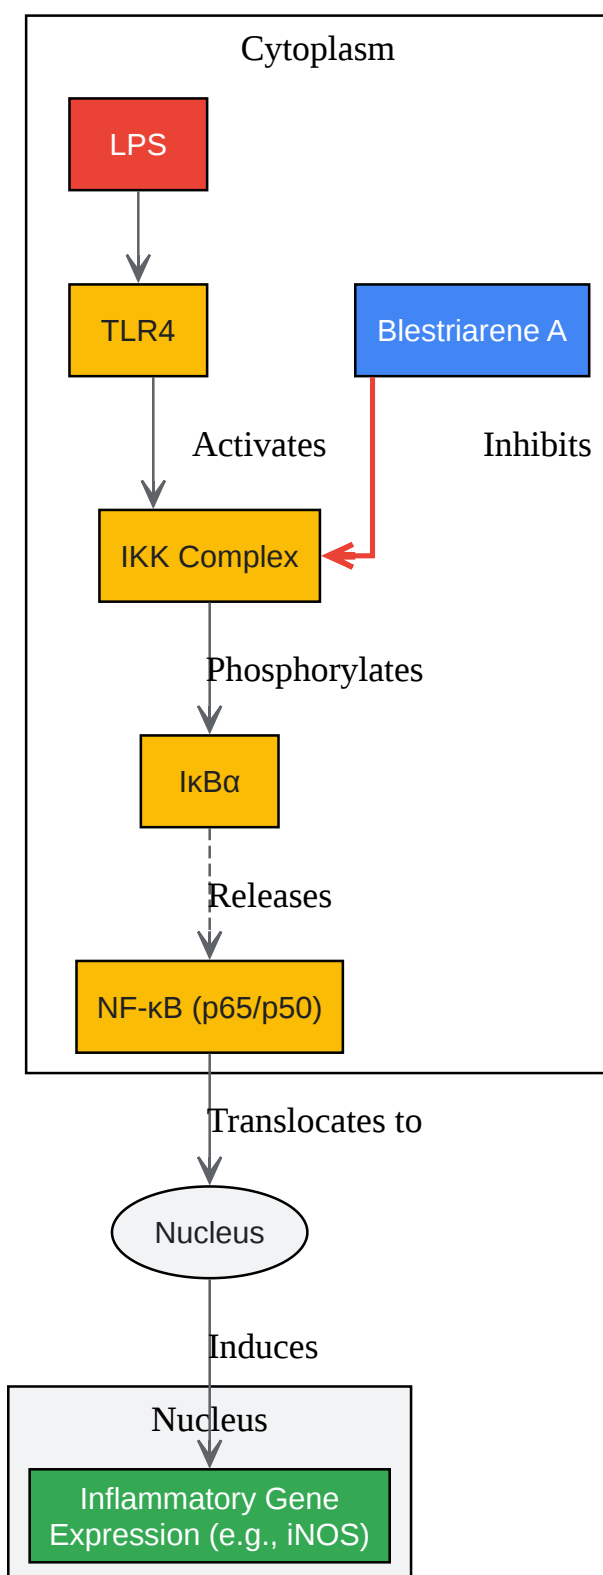 Cytoplasm
LPS
TLR4
Blestriarene A
Activates
Inhibits
IKK Complex
Phosphorylates
IκBα
Releases
NF-κB (p65/p50)
Translocates to
Nucleus
Induces
Nucleus
Inflammatory Gene
Expression (e.g., iNOS)